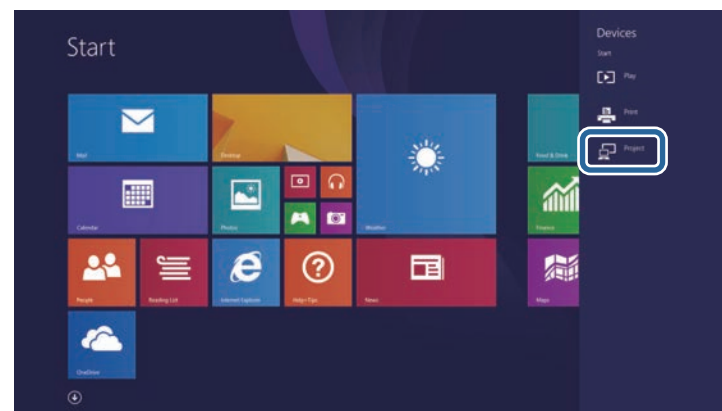 Start
Devices
Start
Play
Print
Project
Mail
Desktop
Weather
Food & Drink
Calendar
Photos
Finance
People
Reading List
Internet Explorer
Help+Tips
News
Maps
OneDrive